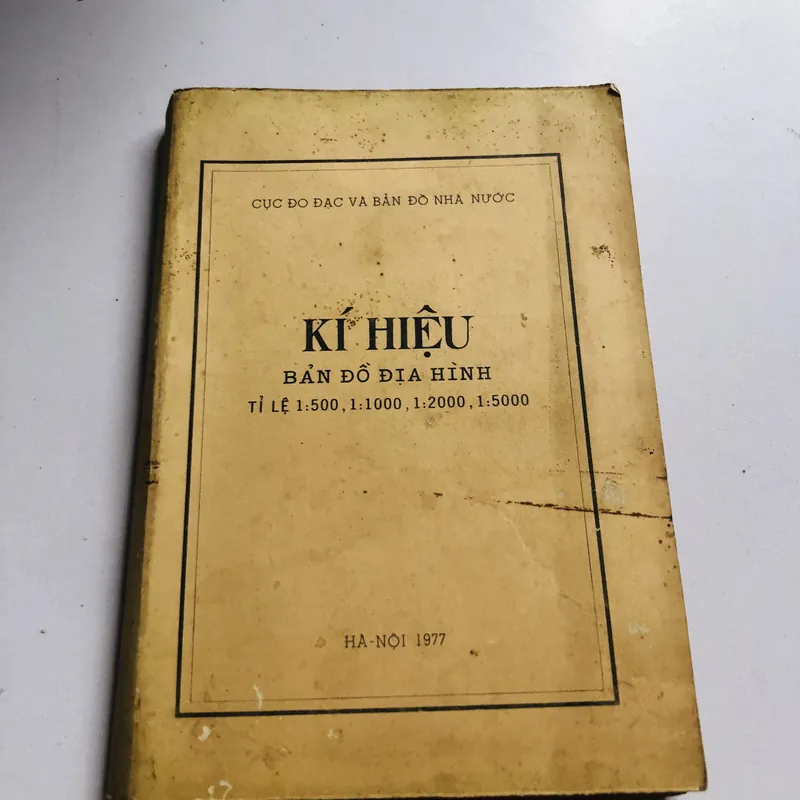 CỤC ĐO ĐẠC VÀ BẢN ĐỒ NHÀ NƯỚC
KÍ HIỆU
BẢN ĐỒ ĐỊA HÌNH
TỈ LỆ 1:500, 1:1000, 1:2000, 1:5000
HÀ-NỘI 1977